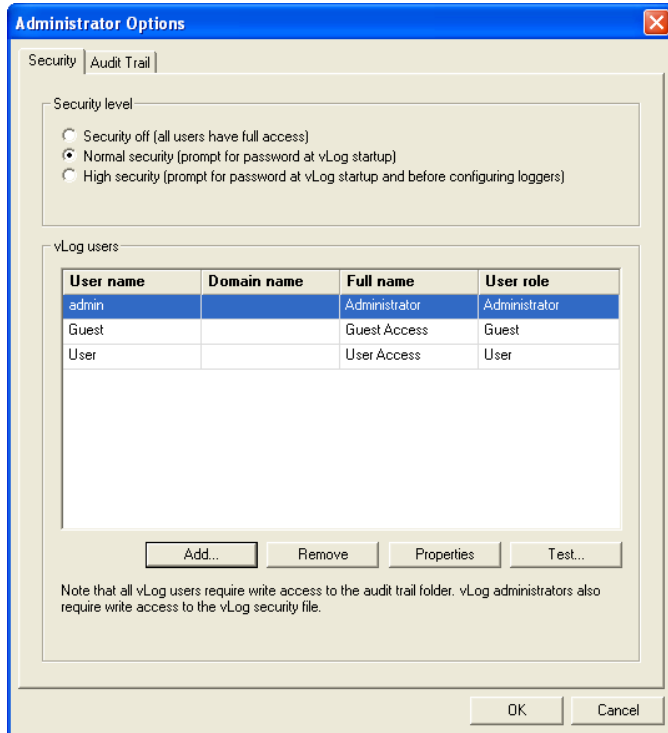 Administrator Options
Security
Audit Trail
Security level
Security off (all users have full access)
Normal security (prompt for password at vLog startup)
High security (prompt for password at vLog startup and before configuring loggers)
vLog users
User name Domain name Full name User role
admin Administrator Administrator
Guest Guest Access Guest
User User Access User
Add... Remove Properties Test...
Note that all vLog users require write access to the audit trail folder. vLog administrators also
require write access to the vLog security file.
OK Cancel